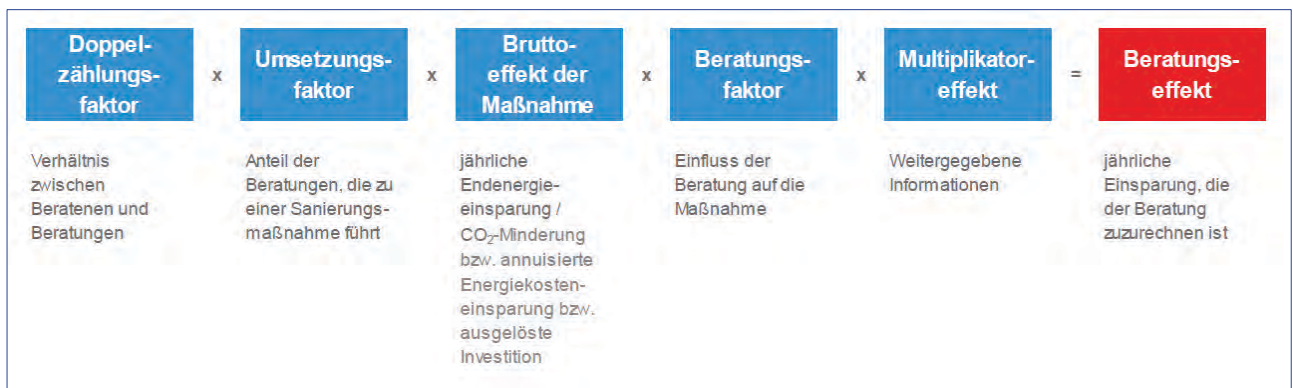 Doppel-
zählungs-
faktor
x
Umsetzungs-
faktor
x
Brutto-
effekt der
Maßnahme
x
Beratungs-
faktor
x
Multiplikator-
effekt
=
Beratungs-
effekt
Verhältnis
zwischen
Beratenen und
Beratungen
Anteil der
Beratungen, die zu
einer Sanierungs-
maßnahme führt
jährliche
Endenergie-
einsparung /
CO₂-Minderung
bzw. annuisierte
Energiekosten-
einsparung bzw.
ausgelöste
Investition
Einfluss der
Beratung auf die
Maßnahme
Weitergegebene
Informationen
jährliche
Einsparung, die
der Beratung
zuzurechnen ist